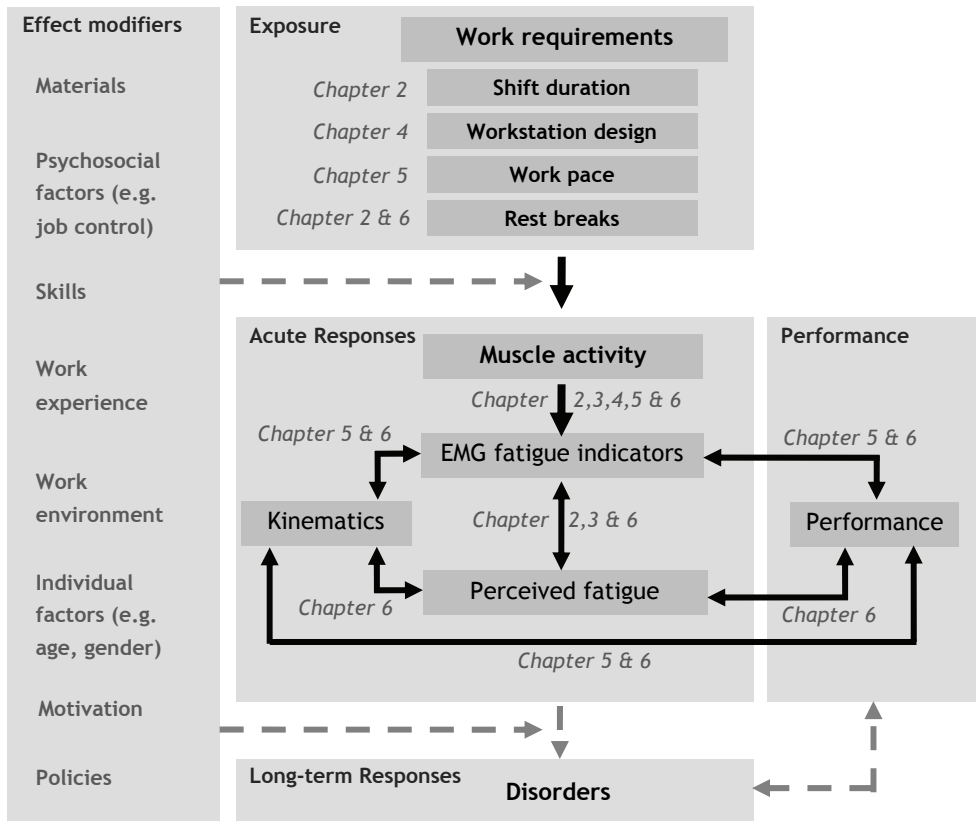 Effect modifiers
Materials
Psychosocial
factors (e.g.
job control)
Skills
Work
experience
Work
environment
Individual
factors (e.g.
age, gender)
Motivation
Policies
Exposure
Work requirements
Chapter 2
Shift duration
Chapter 4
Workstation design
Chapter 5
Work pace
Chapter 2 & 6
Rest breaks
Acute Responses
Muscle activity
Chapter 2,3,4,5 & 6
Chapter 5 & 6
EMG fatigue indicators
Kinematics
Chapter 2,3 & 6
Perceived fatigue
Chapter 6
Chapter 5 & 6
Performance
Chapter 5 & 6
Performance
Chapter 6
Long-term Responses
Disorders